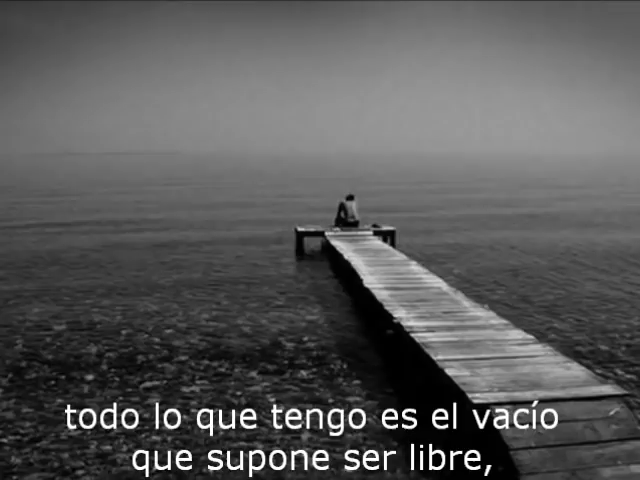 todo lo que tengo es el vacío
que supone ser libre,